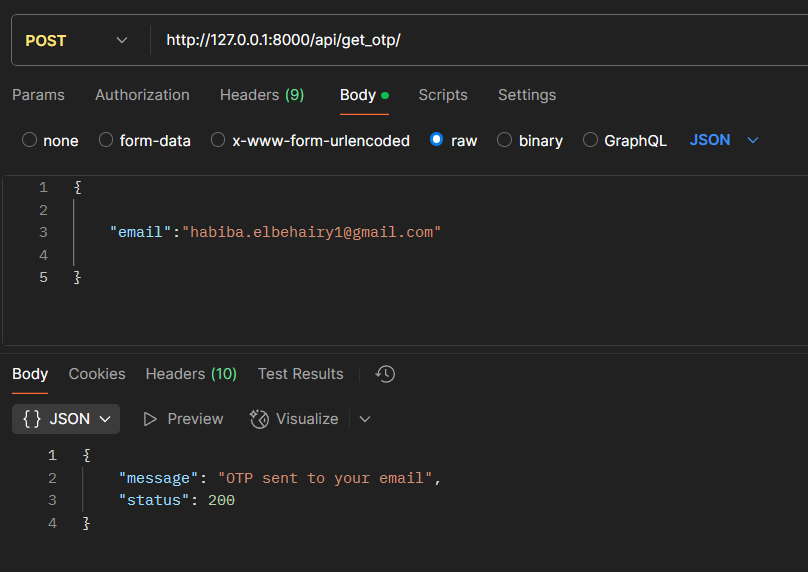 POST http://127.0.0.1:8000/api/get_otp/
Params Authorization Headers (9) Body Scripts Settings
none form-data x-www-form-urlencoded raw binary GraphQL JSON
1 {
2
3 "email":"habiba.elbehairy1@gmail.com"
4
5 }
Body Cookies Headers (10) Test Results
{} JSON Preview Visualize
1 {
2 "message": "OTP sent to your email",
3 "status": 200
4 }